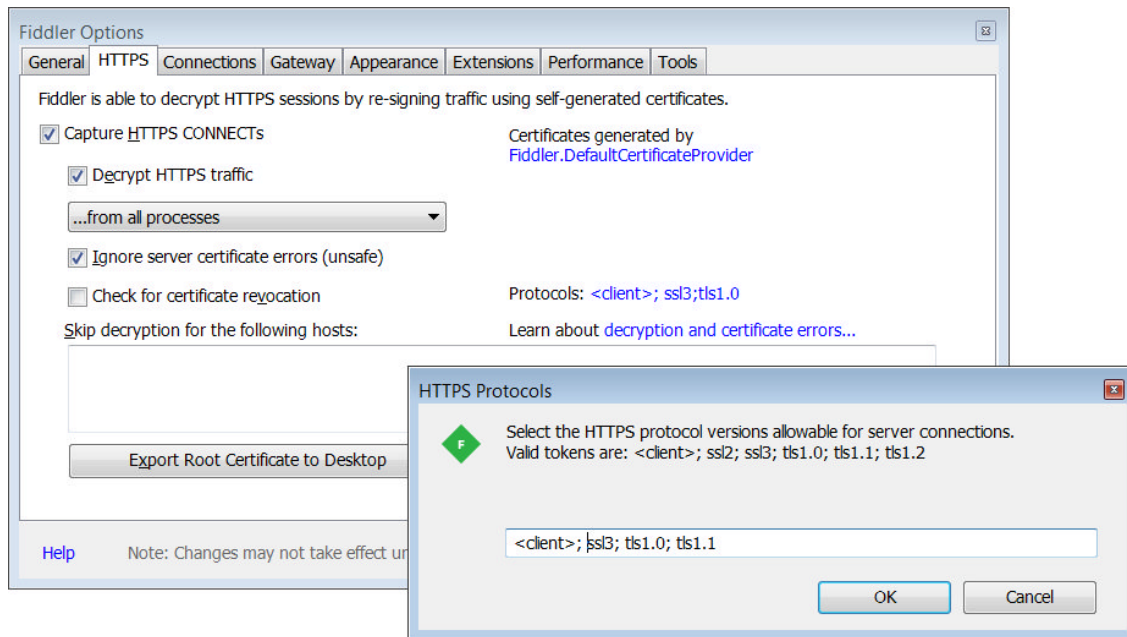 Fiddler Options
General HTTPS Connections Gateway Appearance Extensions Performance Tools
Fiddler is able to decrypt HTTPS sessions by re-signing traffic using self-generated certificates.
Capture HTTPS CONNECTs
Certificates generated by
Fiddler.DefaultCertificateProvider
Decrypt HTTPS traffic
...from all processes
Ignore server certificate errors (unsafe)
Check for certificate revocation
Protocols: <client>; ssl3;tls1.0
Skip decryption for the following hosts:
Learn about decryption and certificate errors...
Export Root Certificate to Desktop
Help
Note: Changes may not take effect
HTTPS Protocols
F
Select the HTTPS protocol versions allowable for server connections.
Valid tokens are: <client>; ssl2; ssl3; tls1.0; tls1.1; tls1.2
<client>; ssl3; tls1.0; tls1.1
OK
Cancel